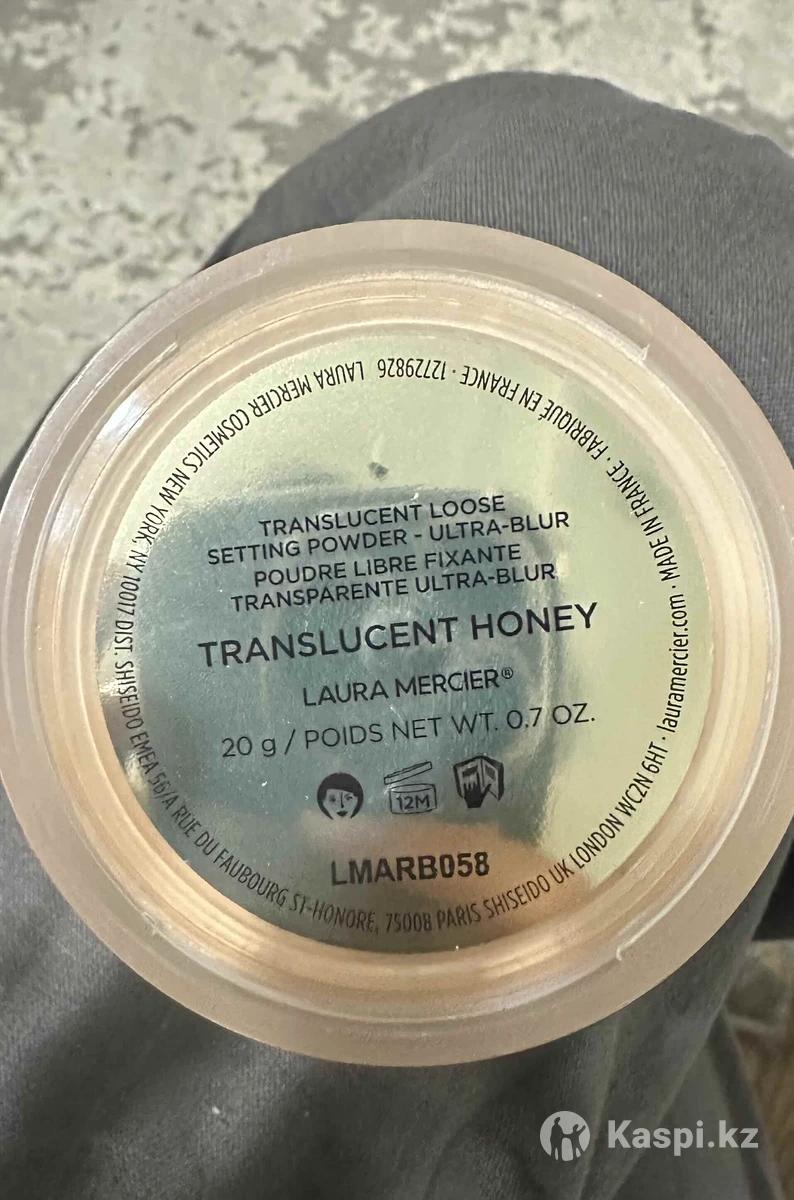 TRANSLUCENT LOOSE
SETTING POWDER - ULTRA-BLUR
POUDRE LIBRE FIXANTE
TRANSPARENTE ULTRA-BLUR
TRANSLUCENT HONEY
LAURA MERCIER®
20 g / POIDS NET WT. 0.7 OZ.
12M
LMARB058
LAURA MERCIER COSMETICS NEW YORK, NY 10017 DIST. SHISEIDO EMEA 56/A RUE DU FAUBOURG ST-HONORE, 75008 PARIS SHISEIDO UK LONDON WC2N 6HT · lauramercier.com · MADE IN FRANCE · FABRIQUÉ EN FRANCE · 12729826
Kaspi.kz